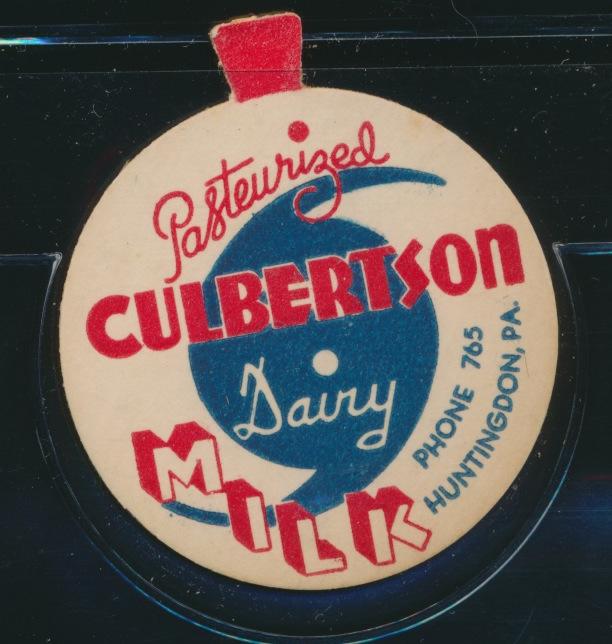 Pasteurized
CULBERTSON
Dairy
MILK
PHONE 765
HUNTINGDON, PA.